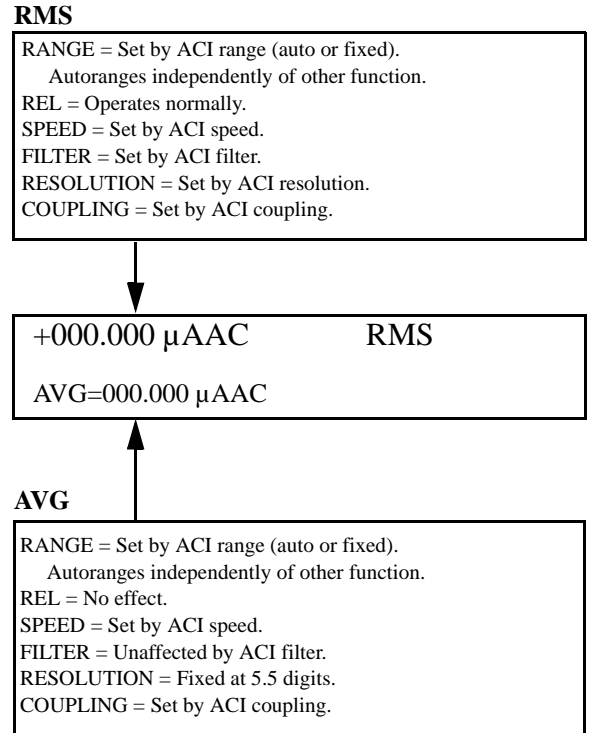 RMS
RANGE = Set by ACI range (auto or fixed).
Autoranges independently of other function.
REL = Operates normally.
SPEED = Set by ACI speed.
FILTER = Set by ACI filter.
RESOLUTION = Set by ACI resolution.
COUPLING = Set by ACI coupling.
+000.000 µAAC RMS
AVG=000.000 µAAC
AVG
RANGE = Set by ACI range (auto or fixed).
Autoranges independently of other function.
REL = No effect.
SPEED = Set by ACI speed.
FILTER = Unaffected by ACI filter.
RESOLUTION = Fixed at 5.5 digits.
COUPLING = Set by ACI coupling.